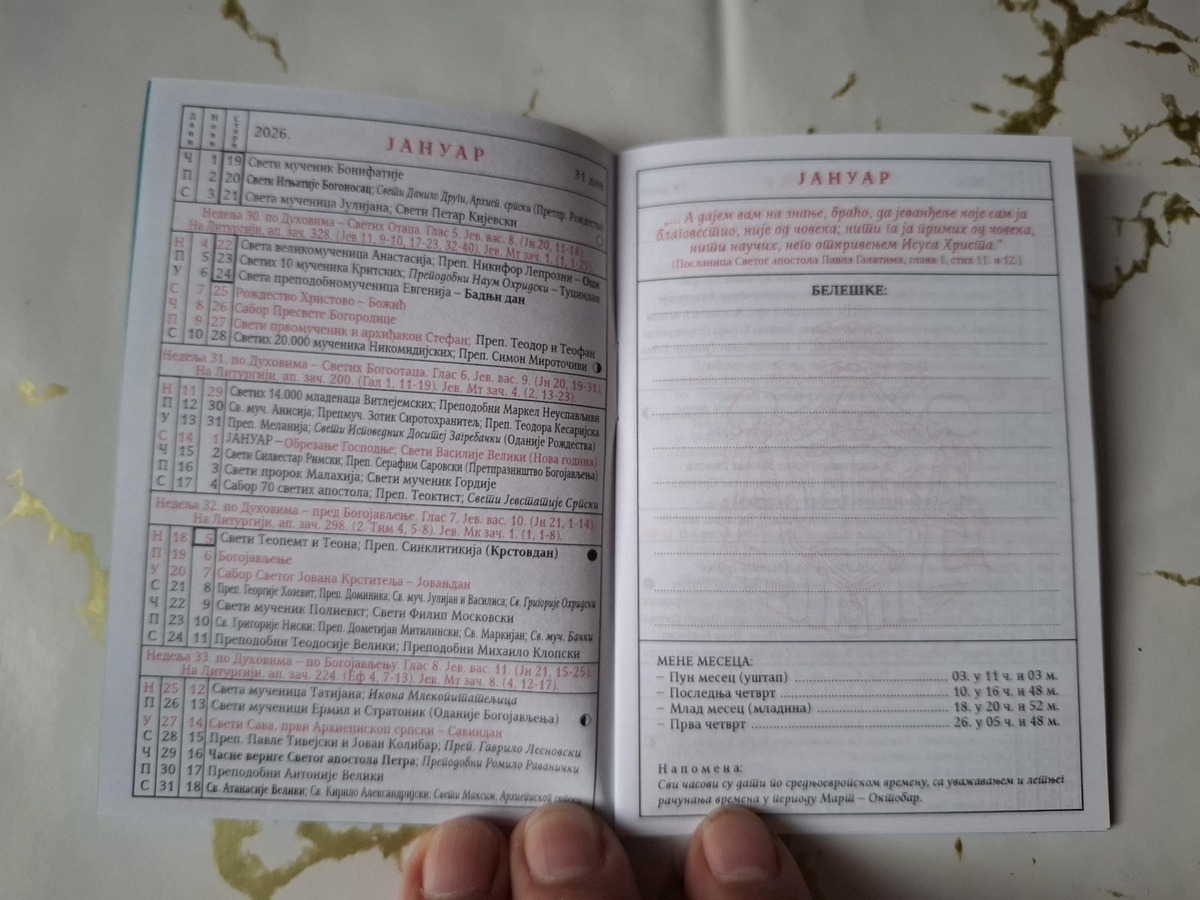 Дани Нови Стари
2026. ЈАНУАР 31 дан
Ч 1 19 Свети мученик Бонифатије
П 2 20 Свети Игњатије Богоносац; Свети Данило Други, Архиеп. српски (Претпр. Рождества
С 3 21 Света мученица Јулијана; Свети Петар Кијевски
Недеља 30. по Духовима – Светих Отаца. Глас 5. Јев. вас. 8. (Јн 20, 11-18).
На Литургији, ап. зач. 328. (Јев 11, 9-10, 17-23, 32-40). Јев. Мт зач. 1. (1, 1-25).
Н 4 22 Света великомученица Анастасија; Преп. Никифор Лепрозни – Оци
П 5 23 Светих 10 мученика Критских; Преподобни Наум Охридски – Туциндан
У 6 24 Света преподобномученица Евгенија – Бадњи дан
С 7 25 Рождество Христово – Божић
Ч 8 26 Сабор Пресвете Богородице
П 9 27 Свети првомученик и архиђакон Стефан; Преп. Теодор и Теофан
С 10 28 Светих 20.000 мученика Никомидијских; Преп. Симон Мироточиви
Недеља 31. по Духовима – Светих Богоотаца. Глас 6. Јев. вас. 9. (Јн 20, 19-31).
На Литургији, ап. зач. 200. (Гал 1, 11-19). Јев. Мт зач. 4. (2, 13-23).
Н 11 29 Светих 14.000 младенаца Витлејемских; Преподобни Маркел Неуспављиви
П 12 30 Св. муч. Анисија; Препмуч. Зотик Сиротохранитељ; Преп. Теодора Кесаријска
У 13 31 Преп. Меланија; Свети Исповедник Доситеј Загребачки (Оданије Рождества)
С 14 1 ЈАНУАР – Обрезање Господње; Свети Василије Велики (Нова година)
Ч 15 2 Свети Силвестар Римски; Преп. Серафим Саровски (Претпразништво Богојављења)
П 16 3 Свети пророк Малахија; Свети мученик Гордије
С 17 4 Сабор 70 светих апостола; Преп. Теоктист; Свети Јевстатије Српски
Недеља 32. по Духовима – пред Богојављење. Глас 7. Јев. вас. 10. (Јн 21, 1-14).
На Литургији, ап. зач. 298. (2. Тим 4, 5-8). Јев. Мк зач. 1. (1, 1-8).
Н 18 5 Свети Теопемт и Теона; Преп. Синклитикија (Крстовдан)
П 19 6 Богојављење
У 20 7 Сабор Светог Јована Крститеља – Јовањдан
С 21 8 Преп. Георгије Хозевит; Преп. Доминика; Св. муч. Јулијан и Василиса; Св. Григорије Охридски
Ч 22 9 Свети мученик Полиевкт; Свети Филип Московски
П 23 10 Св. Григорије Ниски; Преп. Дометијан Митилински; Св. Маркијан; Св. муч. Бачки
С 24 11 Преподобни Теодосије Велики; Преподобни Михаило Клопски
Недеља 33. по Духовима – по Богојављењу. Глас 8. Јев. вас. 11. (Јн 21, 15-25).
На Литургији, ап. зач. 224. (Еф 4, 7-13). Јев. Мт зач. 8. (4, 12-17).
Н 25 12 Света мученица Татијана; Икона Млекопитатељица
П 26 13 Свети мученици Ермил и Стратоник (Оданије Богојављења)
У 27 14 Свети Сава, први Архиепископ српски – Савиндан
С 28 15 Преп. Павле Тивејски и Јован Колибар; Преп. Гаврило Лесновски
Ч 29 16 Часне вериге Светог апостола Петра; Преподобни Ромило Раванички
П 30 17 Преподобни Антоније Велики
С 31 18 Св. Атанасије Велики; Св. Кирило Александријски; Свети Максим, Архиепископ српски
ЈАНУАР
„... А дајем вам на знање, браћо, да јеванђеље које сам ја
благовестио, није од човека; нити га ја примих од човека,
нити научих, него откривењем Исуса Христа.“
(Посланица Светог апостола Павла Галатима, глава 1, стих 11. и 12.)
БЕЛЕШКЕ:
МЕНЕ МЕСЕЦА:
– Пун месец (уштап) ... 03. у 11 ч. и 03 м.
– Последња четврт ... 10. у 16 ч. и 48 м.
– Млад месец (младина) ... 18. у 20 ч. и 52 м.
– Прва четврт ... 26. у 05 ч. и 48 м.
Напомена:
Сви часови су дати по средњоевропском времену, са уважавањем и летњег
рачунања времена у периоду Март – Октобар.